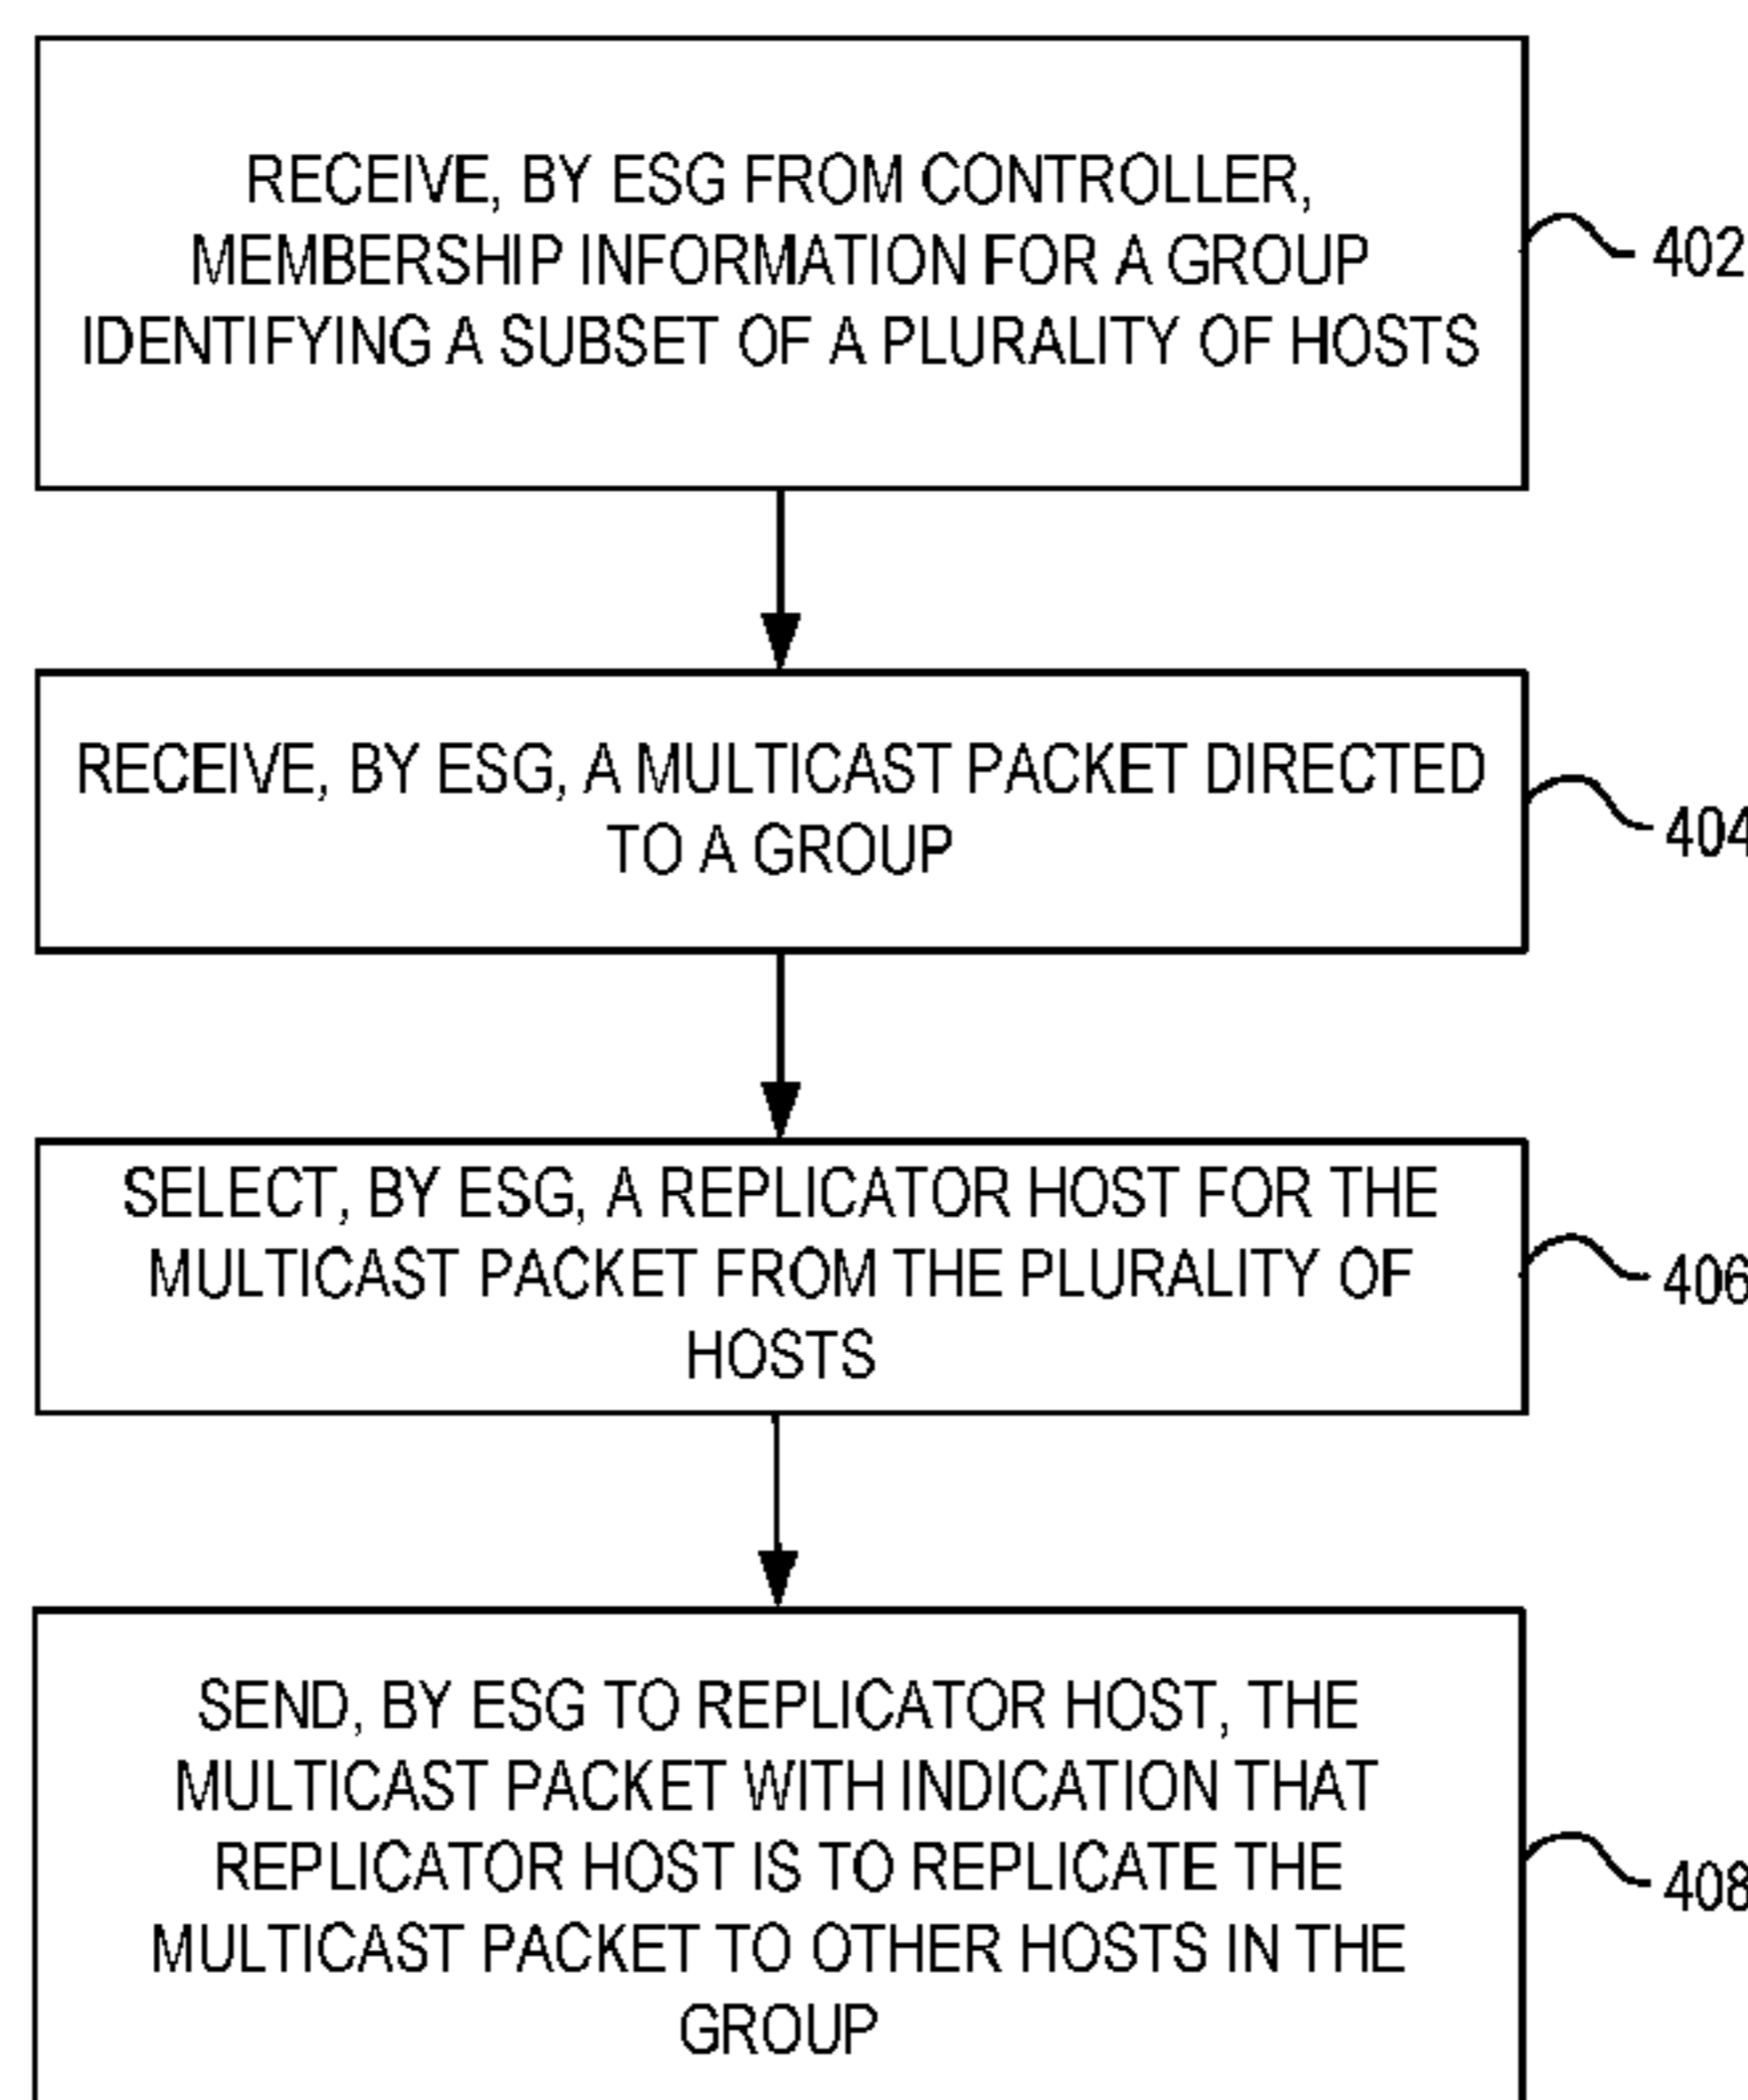 RECEIVE, BY ESG FROM CONTROLLER,
MEMBERSHIP INFORMATION FOR A GROUP
IDENTIFYING A SUBSET OF A PLURALITY OF HOSTS
402
RECEIVE, BY ESG, A MULTICAST PACKET DIRECTED
TO A GROUP
404
SELECT, BY ESG, A REPLICATOR HOST FOR THE
MULTICAST PACKET FROM THE PLURALITY OF
HOSTS
406
SEND, BY ESG TO REPLICATOR HOST, THE
MULTICAST PACKET WITH INDICATION THAT
REPLICATOR HOST IS TO REPLICATE THE
MULTICAST PACKET TO OTHER HOSTS IN THE
GROUP
408